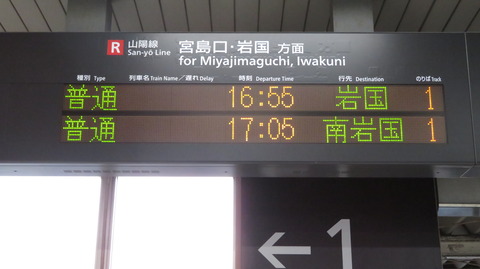 R 山陽線 San-yō Line 宮島口・岩国 方面
for Miyajimaguchi, Iwakuni
種別 Type 列車名 Train Name／遅れ Delay 時刻 Departure Time 行先 Destination のりば Track
普通 16:55 岩国 1
普通 17:05 南岩国 1
←1